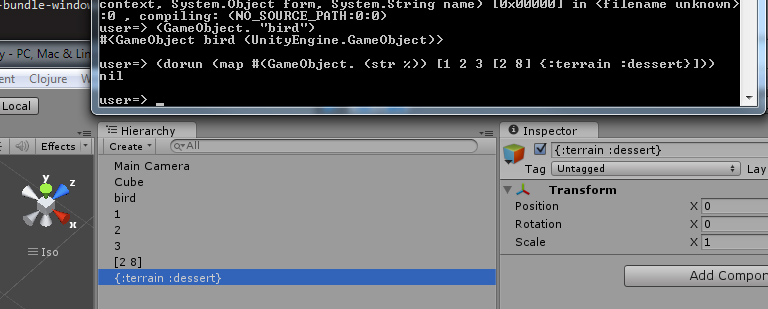 context, System.Object form, System.String name) [0x00000] in <filename unknown>
:0 , compiling: (NO_SOURCE_PATH:0:0)
user=> (GameObject. "bird")
#(GameObject bird (UnityEngine.GameObject))
user=> (dorun (map #(GameObject. (str %)) [1 2 3 [2 8] {:terrain :dessert}]))
nil
user=>
-bundle-window
y - PC, Mac & Lin
ent Clojure Windo
Local
Effects
y
z
x
Iso
Hierarchy
Create
All
Main Camera
Cube
bird
1
2
3
[2 8]
{:terrain :dessert}
Inspector
{:terrain :dessert}
Tag Untagged Lay
Transform
Position X 0
Rotation X 0
Scale X 1
Add Compon